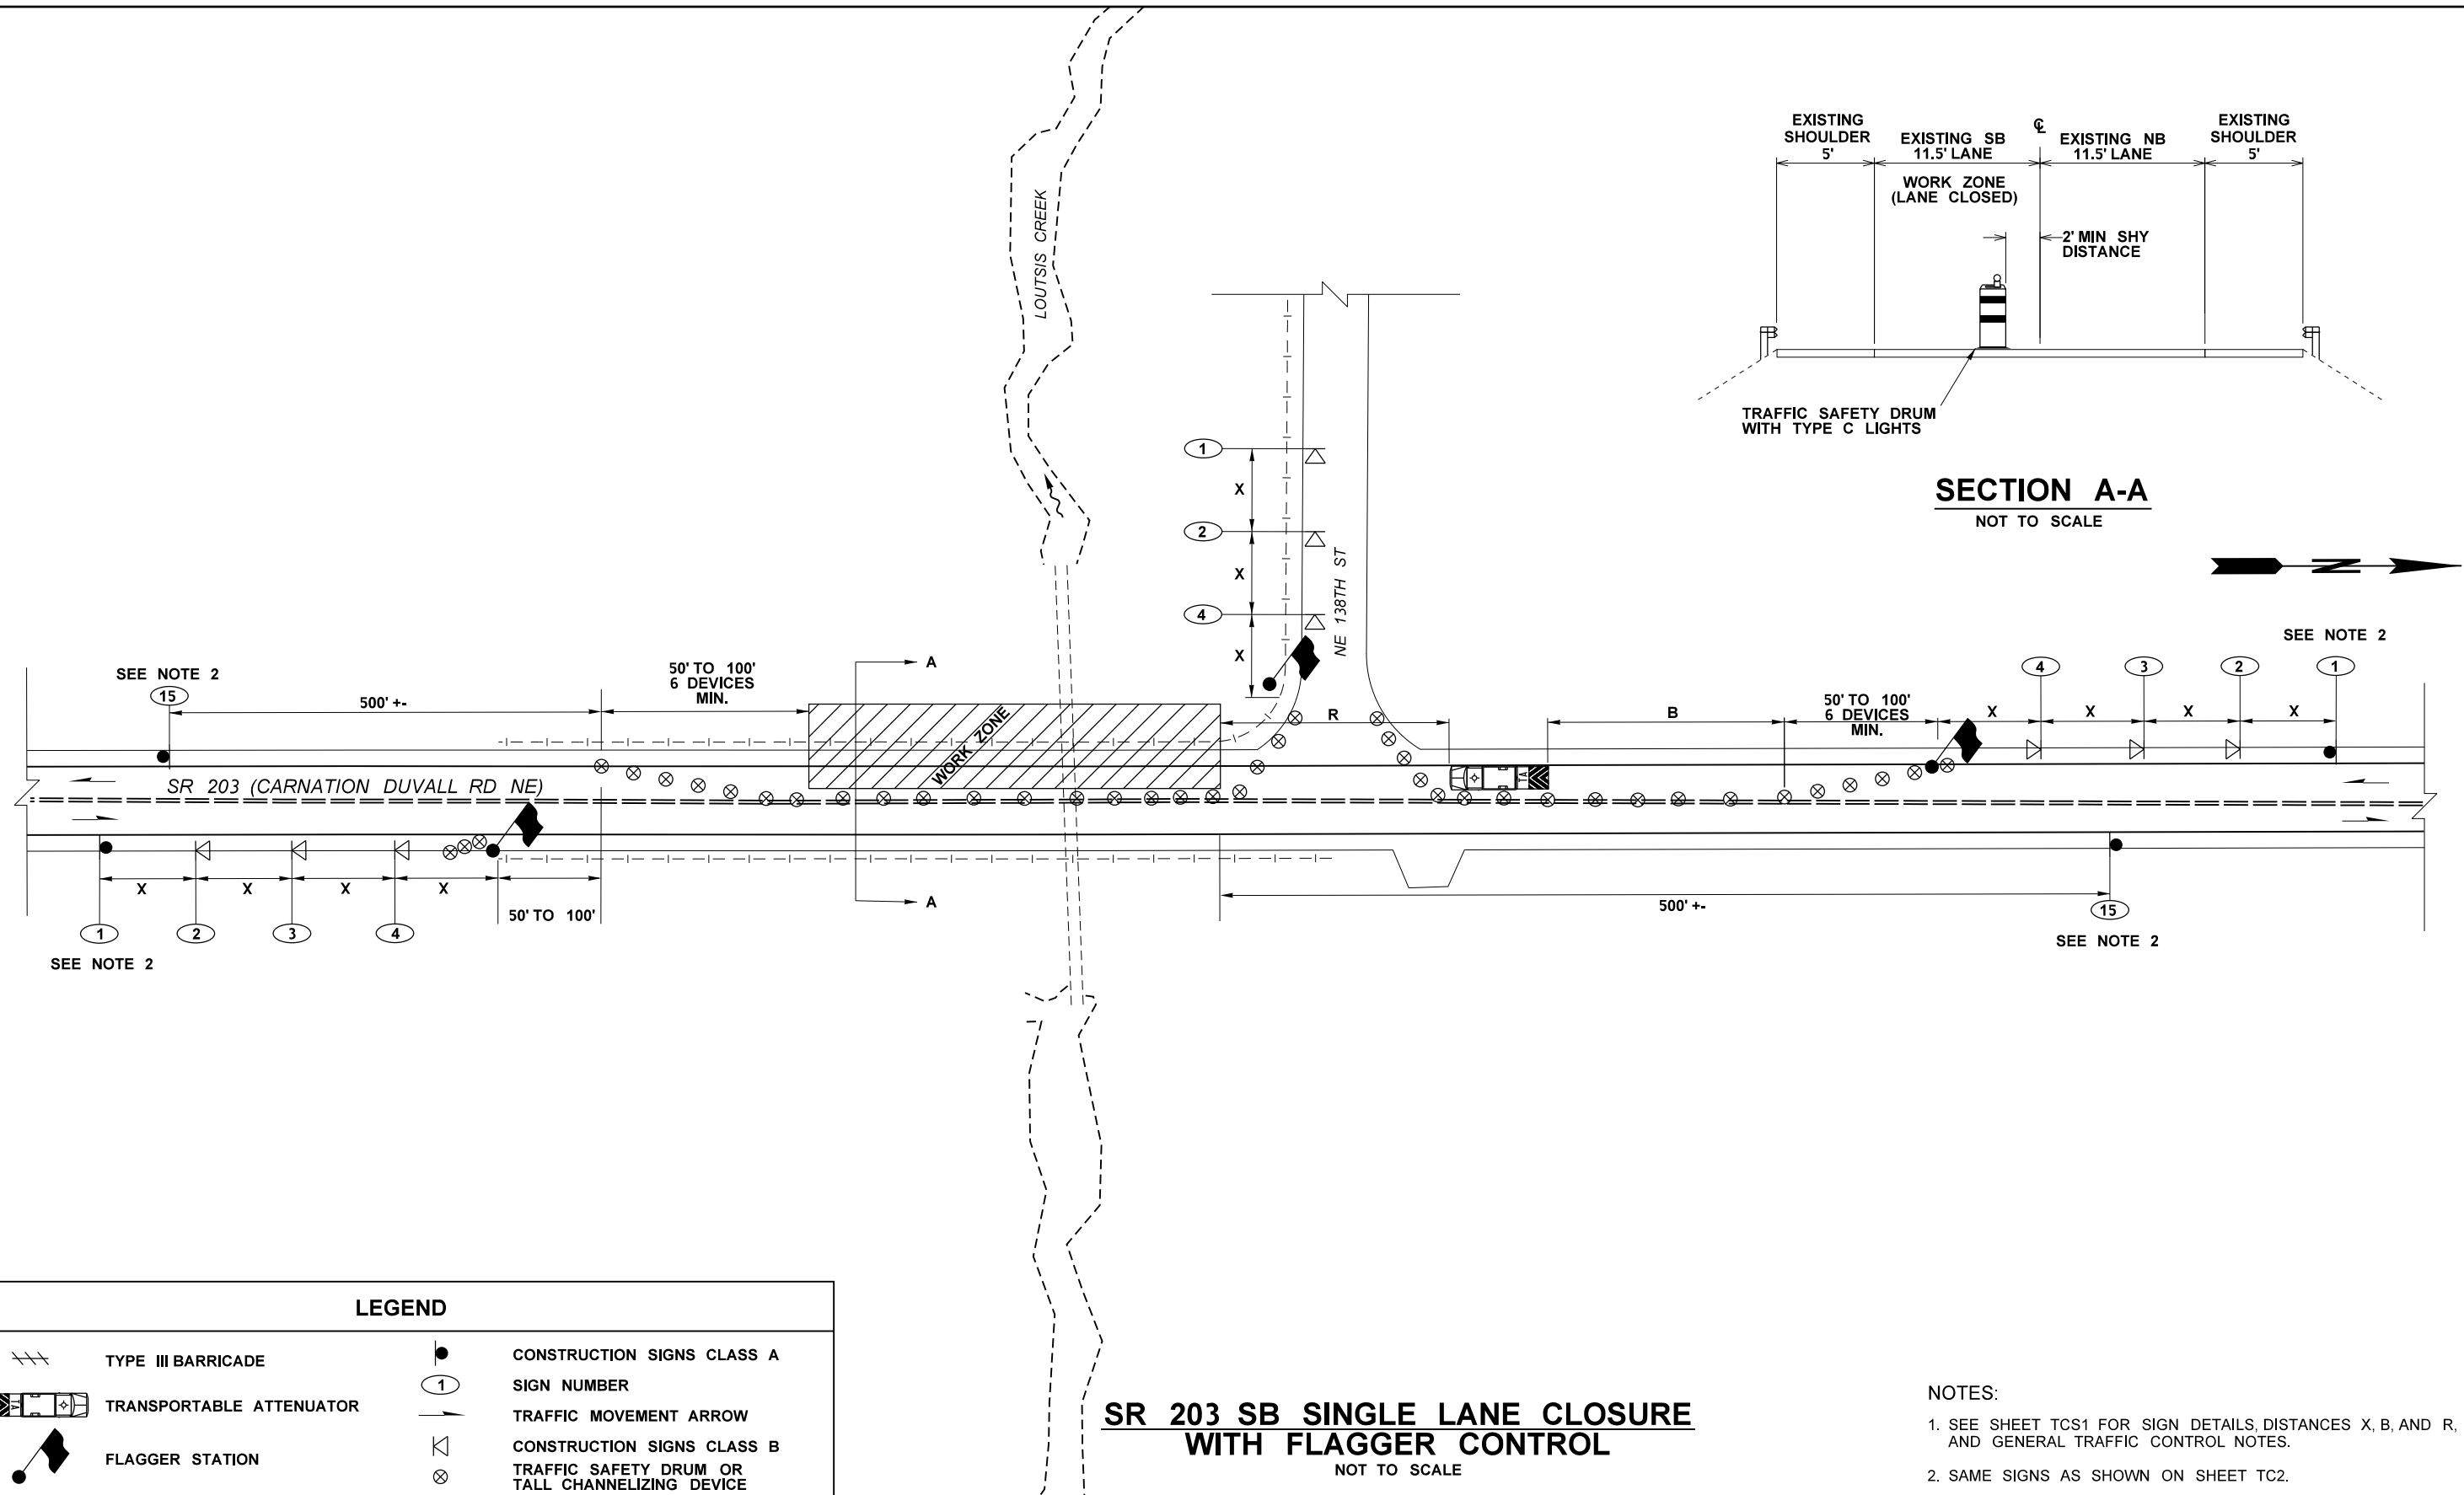 EXISTING
SHOULDER
5'
EXISTING SB
11.5' LANE
℄
EXISTING NB
11.5' LANE
EXISTING
SHOULDER
5'
WORK ZONE
(LANE CLOSED)
2' MIN SHY
DISTANCE
TRAFFIC SAFETY DRUM
WITH TYPE C LIGHTS
SECTION A-A
NOT TO SCALE
N
LOUTSIS CREEK
1
X
2
X
4
X
NE 138TH ST
SEE NOTE 2
15
500' +-
50' TO 100'
6 DEVICES
MIN.
A
WORK ZONE
R
TA
B
50' TO 100'
6 DEVICES
MIN.
X
X
X
X
4
3
2
1
SEE NOTE 2
SR 203 (CARNATION DUVALL RD NE)
X
X
X
X
50' TO 100'
1
2
3
4
SEE NOTE 2
A
500' +-
15
SEE NOTE 2
LEGEND
TYPE III BARRICADE
TA
TRANSPORTABLE ATTENUATOR
FLAGGER STATION
CONSTRUCTION SIGNS CLASS A
1
SIGN NUMBER
TRAFFIC MOVEMENT ARROW
CONSTRUCTION SIGNS CLASS B
TRAFFIC SAFETY DRUM OR
TALL CHANNELIZING DEVICE
SR 203 SB SINGLE LANE CLOSURE
WITH FLAGGER CONTROL
NOT TO SCALE
NOTES:
1. SEE SHEET TCS1 FOR SIGN DETAILS, DISTANCES X, B, AND R,
AND GENERAL TRAFFIC CONTROL NOTES.
2. SAME SIGNS AS SHOWN ON SHEET TC2.